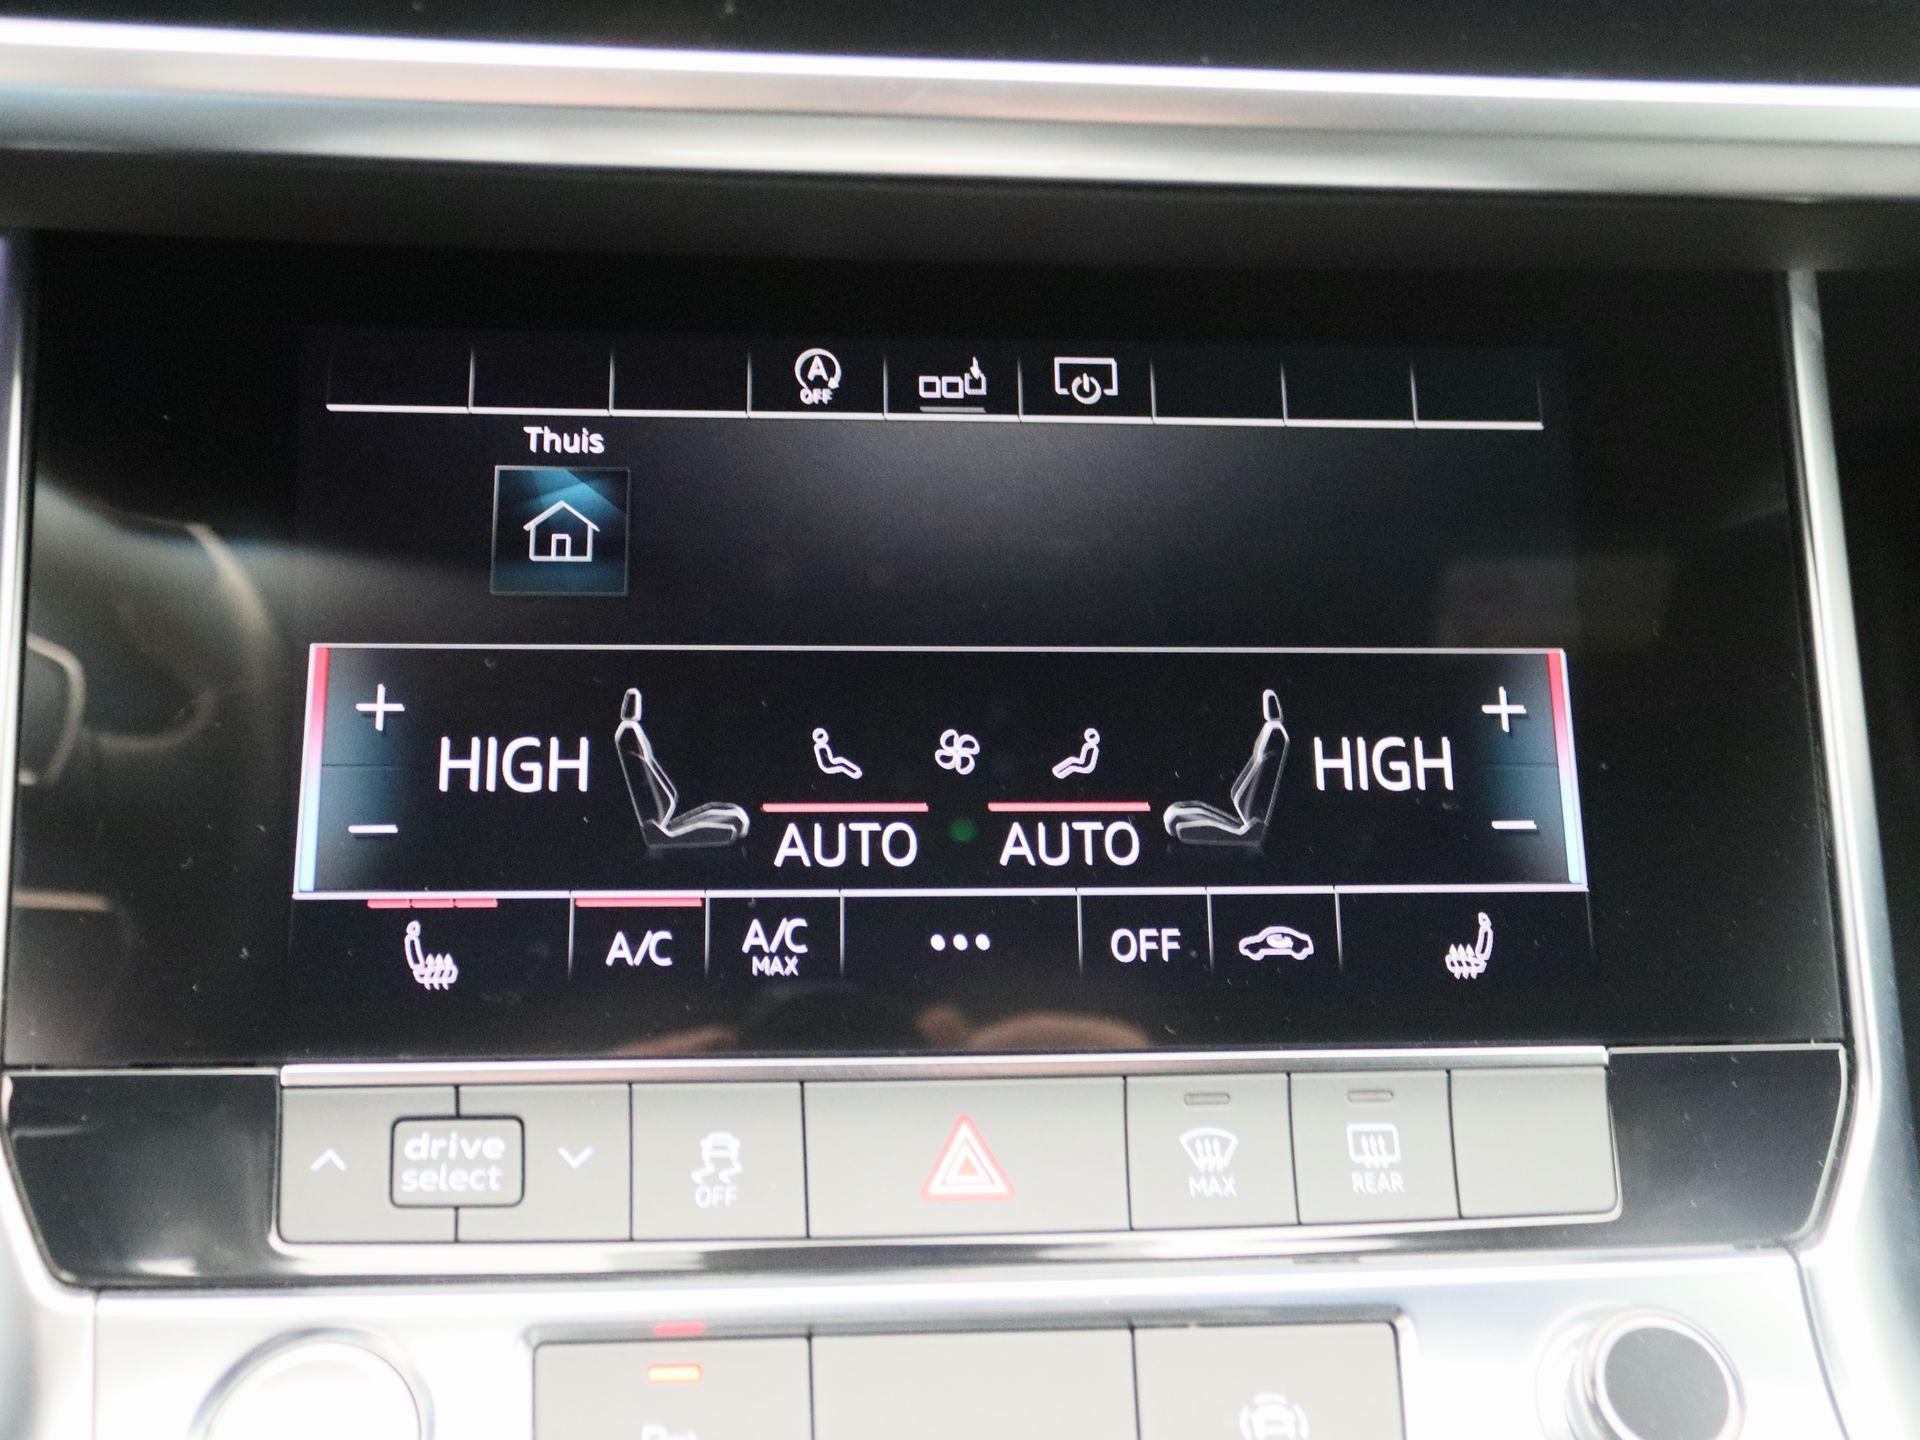 A
OFF
Thuis
HIGH
HIGH
AUTO
AUTO
A/C
A/C
MAX
OFF
drive
select
OFF
MAX
REAR